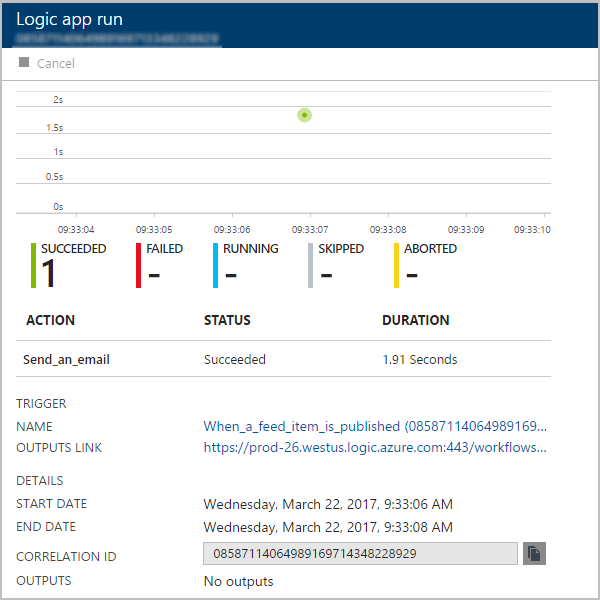 Logic app run
Cancel
2s
1.5s
1s
0.5s
0s
09:33:04 09:33:05 09:33:06 09:33:07 09:33:08 09:33:09 09:33:10
SUCCEEDED FAILED RUNNING SKIPPED ABORTED
1 - - - -
ACTION STATUS DURATION
Send_an_email Succeeded 1.91 Seconds
TRIGGER
NAME When_a_feed_item_is_published (08587114064989169...
OUTPUTS LINK https://prod-26.westus.logic.azure.com:443/workflows...
DETAILS
START DATE Wednesday, March 22, 2017, 9:33:06 AM
END DATE Wednesday, March 22, 2017, 9:33:08 AM
CORRELATION ID 08587114064989169714348228929
OUTPUTS No outputs